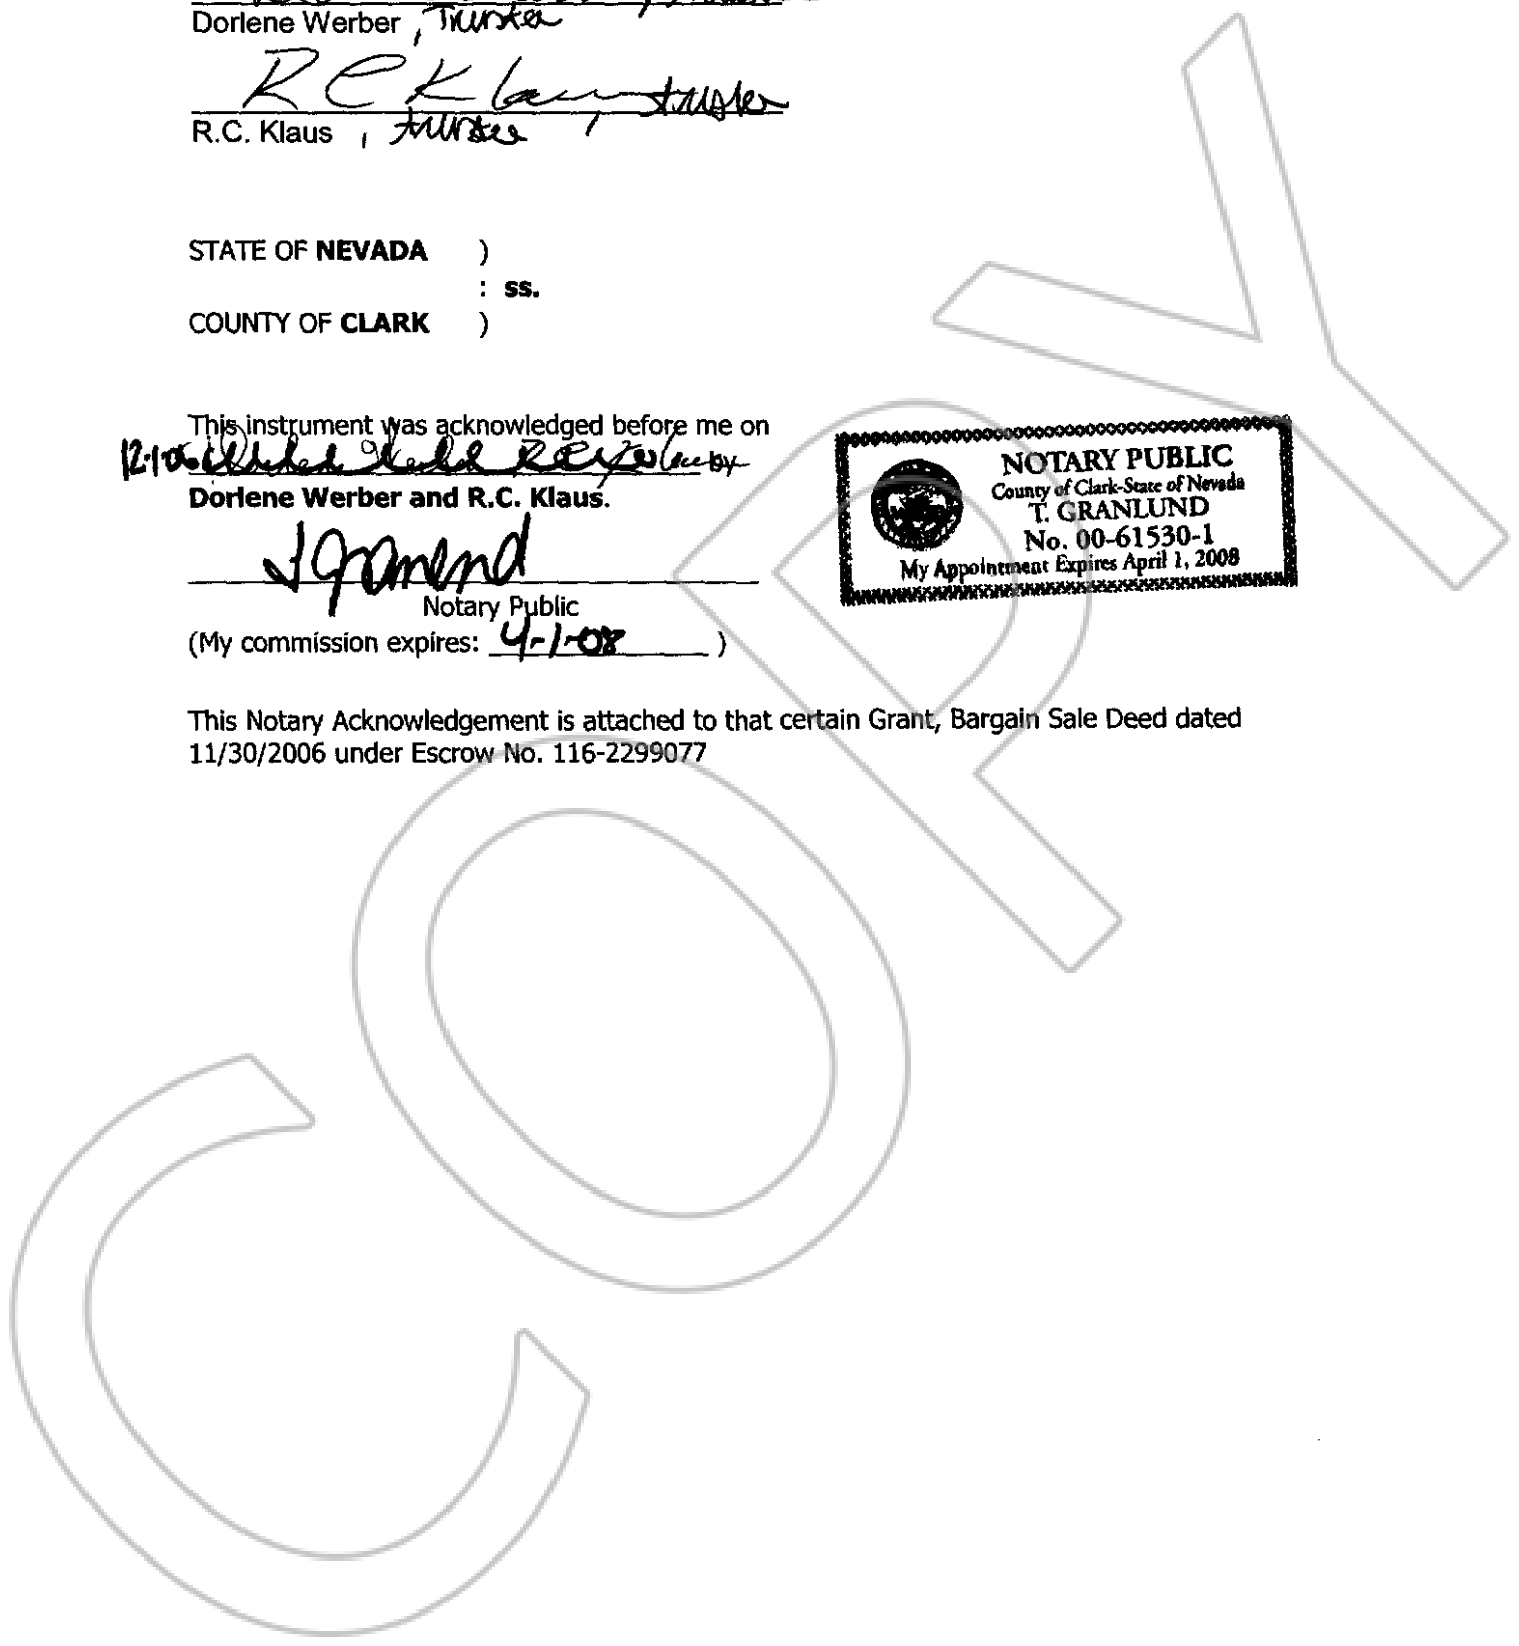 Dorlene Werber , Trustee
R C Klaus , trustee
R.C. Klaus , trustee
STATE OF NEVADA )
: ss.
COUNTY OF CLARK )
This instrument was acknowledged before me on
12-1-06 by
Dorlene Werber and R.C. Klaus.
Notary Public
(My commission expires: 4-1-08 )
NOTARY PUBLIC
County of Clark-State of Nevada
T. GRANLUND
No. 00-61530-1
My Appointment Expires April 1, 2008
This Notary Acknowledgement is attached to that certain Grant, Bargain Sale Deed dated
11/30/2006 under Escrow No. 116-2299077
COPY